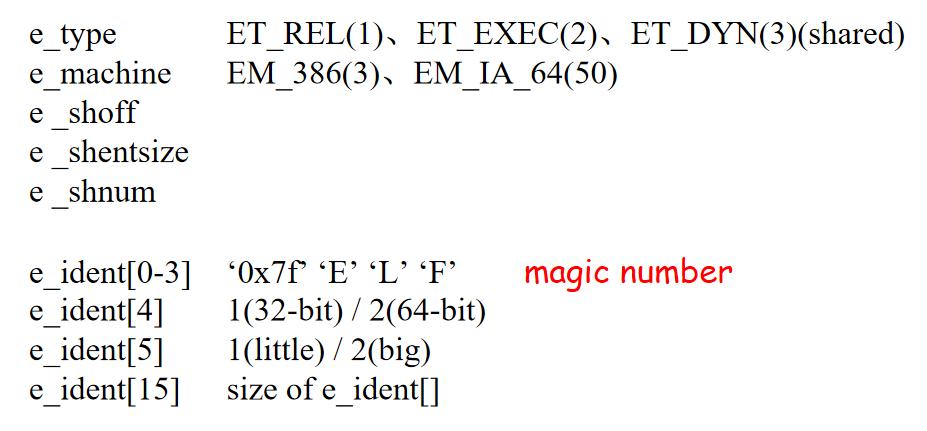 e_type ET_REL(1)、ET_EXEC(2)、ET_DYN(3)(shared)
e_machine EM_386(3)、EM_IA_64(50)
e _shoff
e _shentsize
e _shnum
e_ident[0-3] ‘0x7f’ ‘E’ ‘L’ ‘F’ magic number
e_ident[4] 1(32-bit) / 2(64-bit)
e_ident[5] 1(little) / 2(big)
e_ident[15] size of e_ident[]